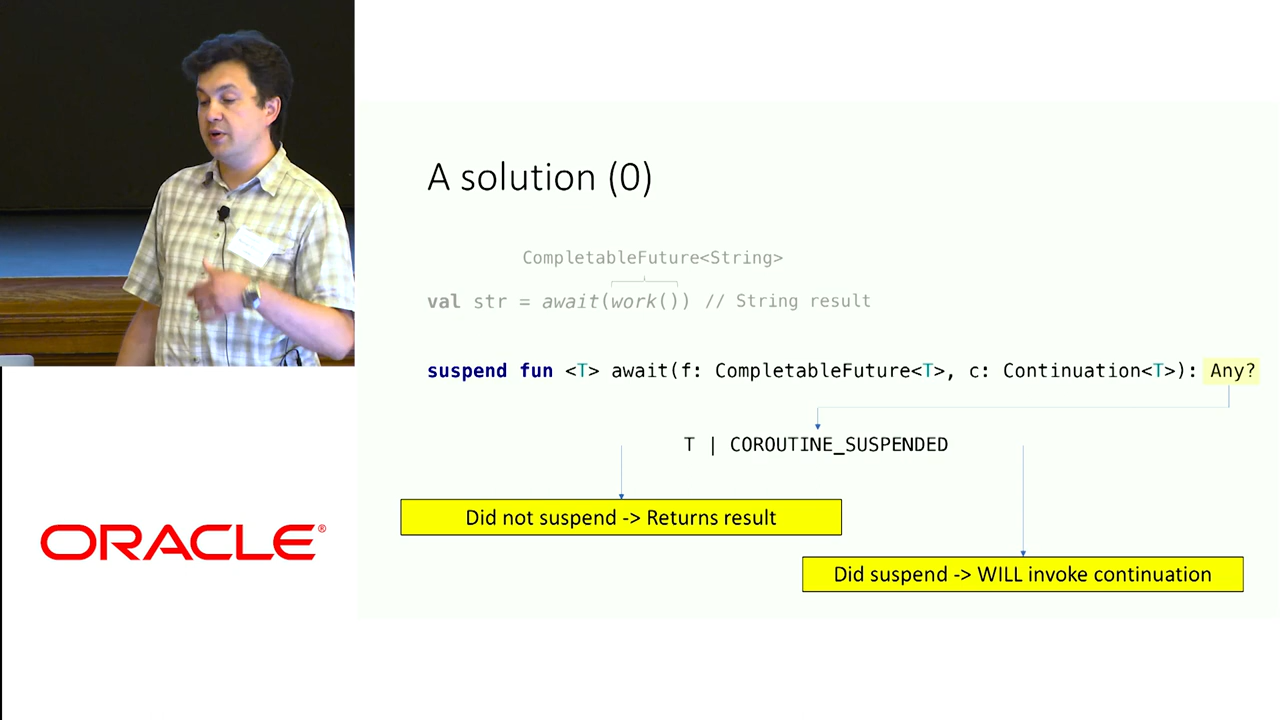 A solution (0)
CompletableFuture<String>
val str = await(work()) // String result
suspend fun <T> await(f: CompletableFuture<T>, c: Continuation<T>): Any?
T | COROUTINE_SUSPENDED
Did not suspend -> Returns result
Did suspend -> WILL invoke continuation
ORACLE®